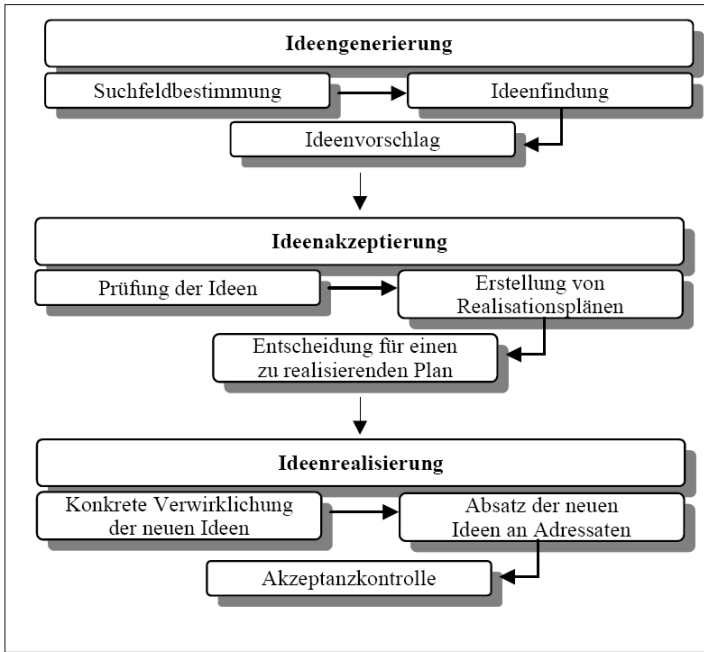 Ideengenerierung
Suchfeldbestimmung
Ideenfindung
Ideenvorschlag
Ideenakzeptierung
Prüfung der Ideen
Erstellung von
Realisationsplänen
Entscheidung für einen
zu realisierenden Plan
Ideenrealisierung
Konkrete Verwirklichung
der neuen Ideen
Absatz der neuen
Ideen an Adressaten
Akzeptanzkontrolle